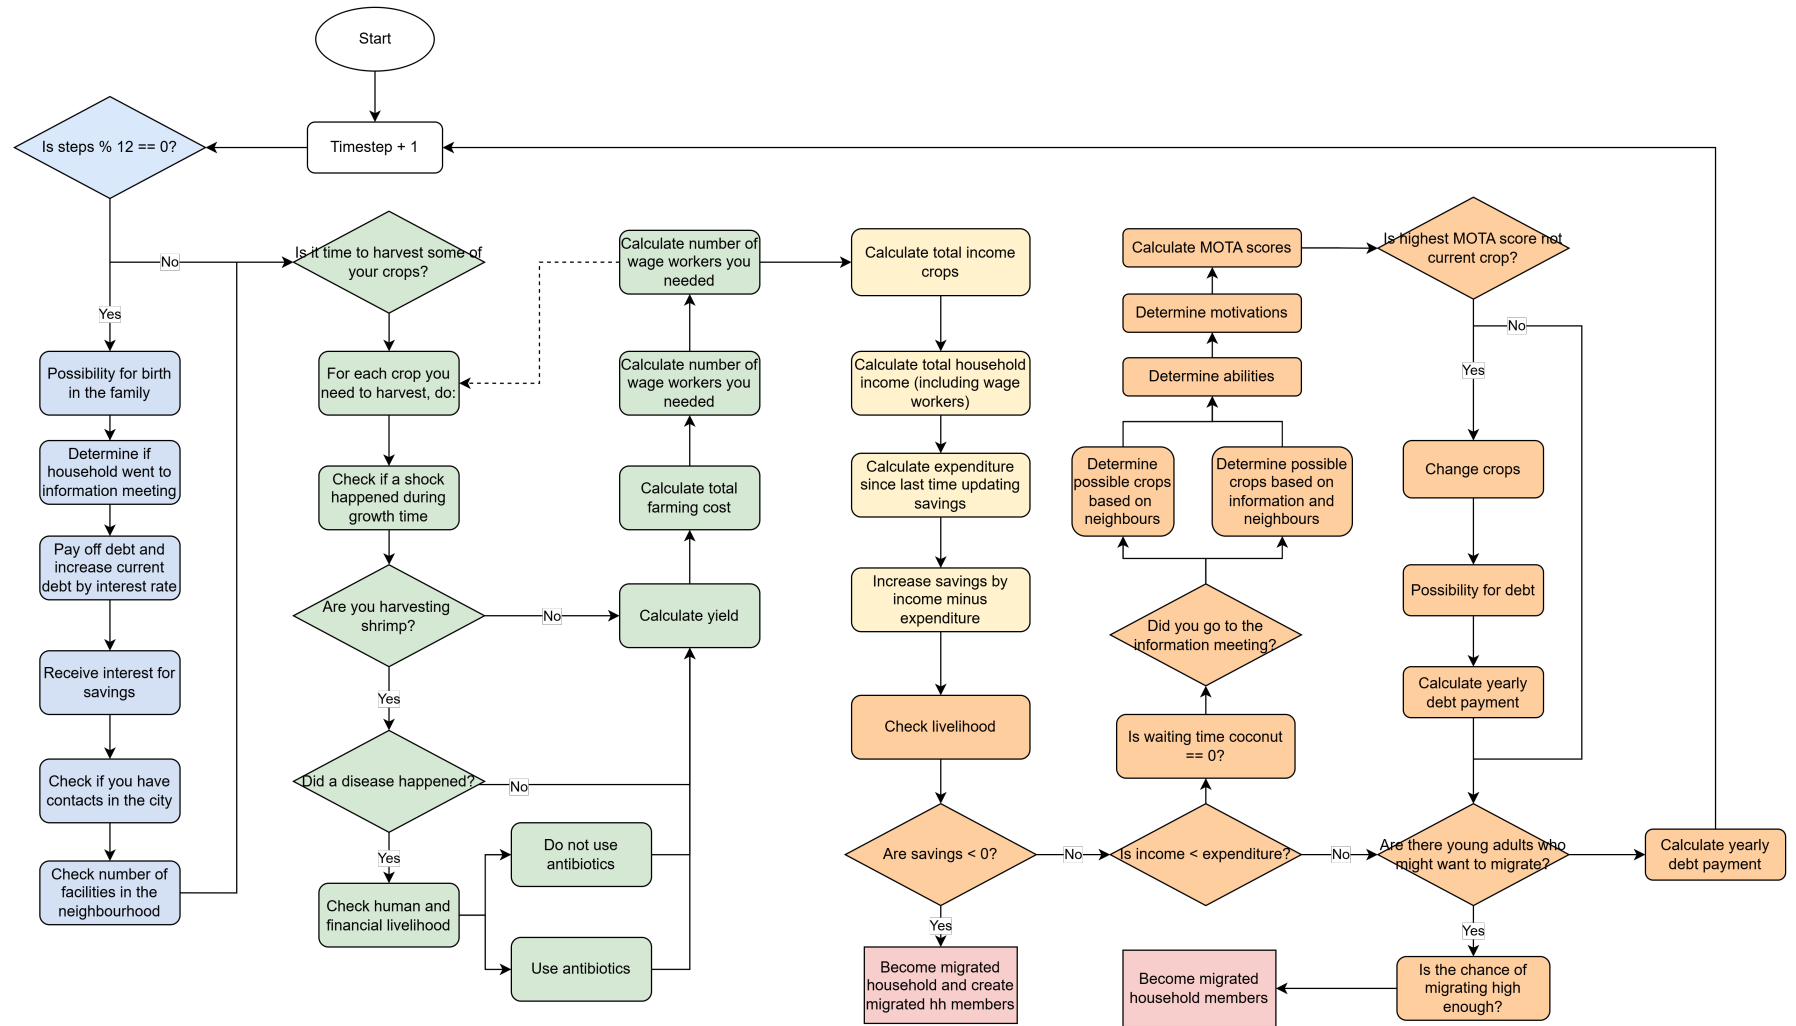 Start
Timestep + 1
Is steps % 12 == 0?
No
Yes
Possibility for birth
in the family
Determine if
household went to
information meeting
Pay off debt and
increase current
debt by interest rate
Receive interest for
savings
Check if you have
contacts in the city
Check number of
facilities in the
neighbourhood
Is it time to harvest some of
your crops?
For each crop you
need to harvest, do:
Check if a shock
happened during
growth time
Are you harvesting
shrimp?
No
Yes
Did a disease happened?
No
Yes
Check human and
financial livelihood
Do not use
antibiotics
Use antibiotics
Calculate number of
wage workers you
needed
Calculate number of
wage workers you
needed
Calculate total
farming cost
Calculate yield
Calculate total income
crops
Calculate total household
income (including wage
workers)
Calculate expenditure
since last time updating
savings
Increase savings by
income minus
expenditure
Check livelihood
Are savings < 0?
No
Yes
Become migrated
household and create
migrated hh members
Calculate MOTA scores
Determine motivations
Determine abilities
Determine
possible crops
based on
neighbours
Determine possible
crops based on
information and
neighbours
Did you go to the
information meeting?
Is waiting time coconut
== 0?
Is income < expenditure?
No
Is highest MOTA score not
current crop?
No
Yes
Change crops
Possibility for debt
Calculate yearly
debt payment
Are there young adults who
might want to migrate?
Yes
Is the chance of
migrating high
enough?
Become migrated
household members
Calculate yearly
debt payment